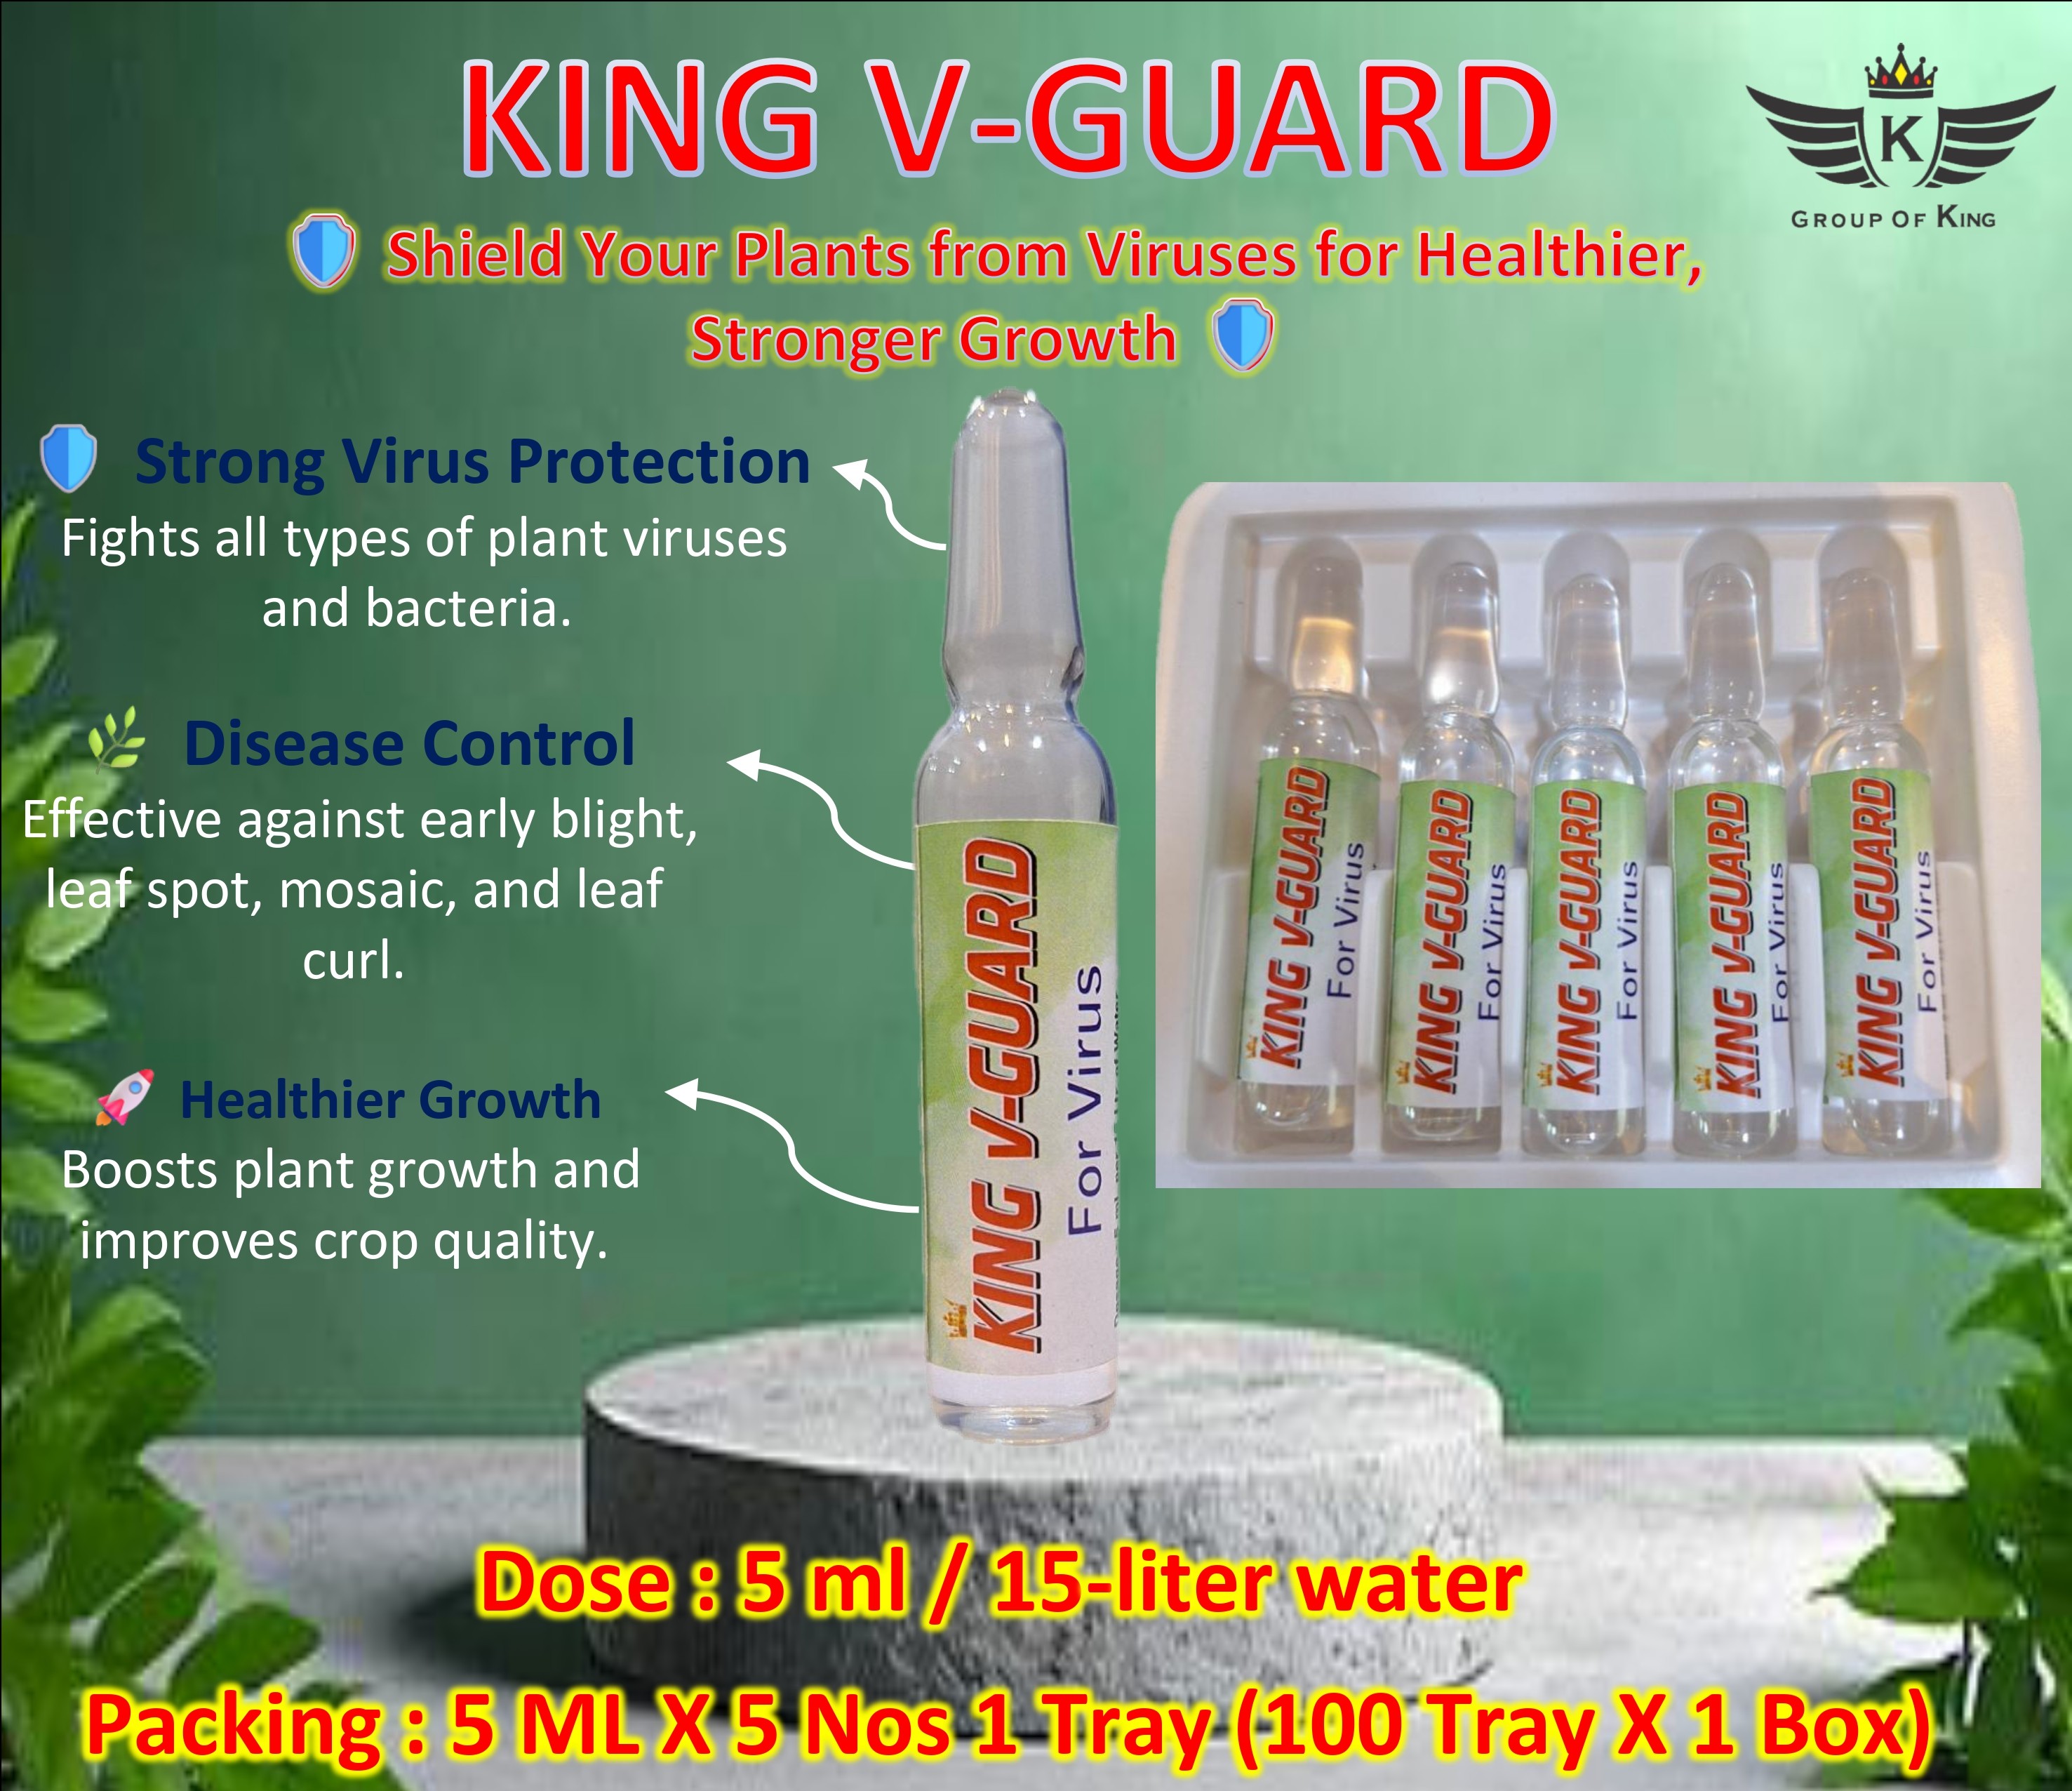 KING V-GUARD
K
GROUP OF KING
Shield Your Plants from Viruses for Healthier,
Stronger Growth
Strong Virus Protection
Fights all types of plant viruses
and bacteria.
Disease Control
Effective against early blight,
leaf spot, mosaic, and leaf
curl.
Healthier Growth
Boosts plant growth and
improves crop quality.
KING V-GUARD
For Virus
KING V-GUARD
For Virus
KING V-GUARD
For Virus
KING V-GUARD
For Virus
KING V-GUARD
For Virus
KING V-GUARD
For Virus
Dose : 5 ml / 15-liter water
Packing : 5 ML X 5 Nos 1 Tray (100 Tray X 1 Box)